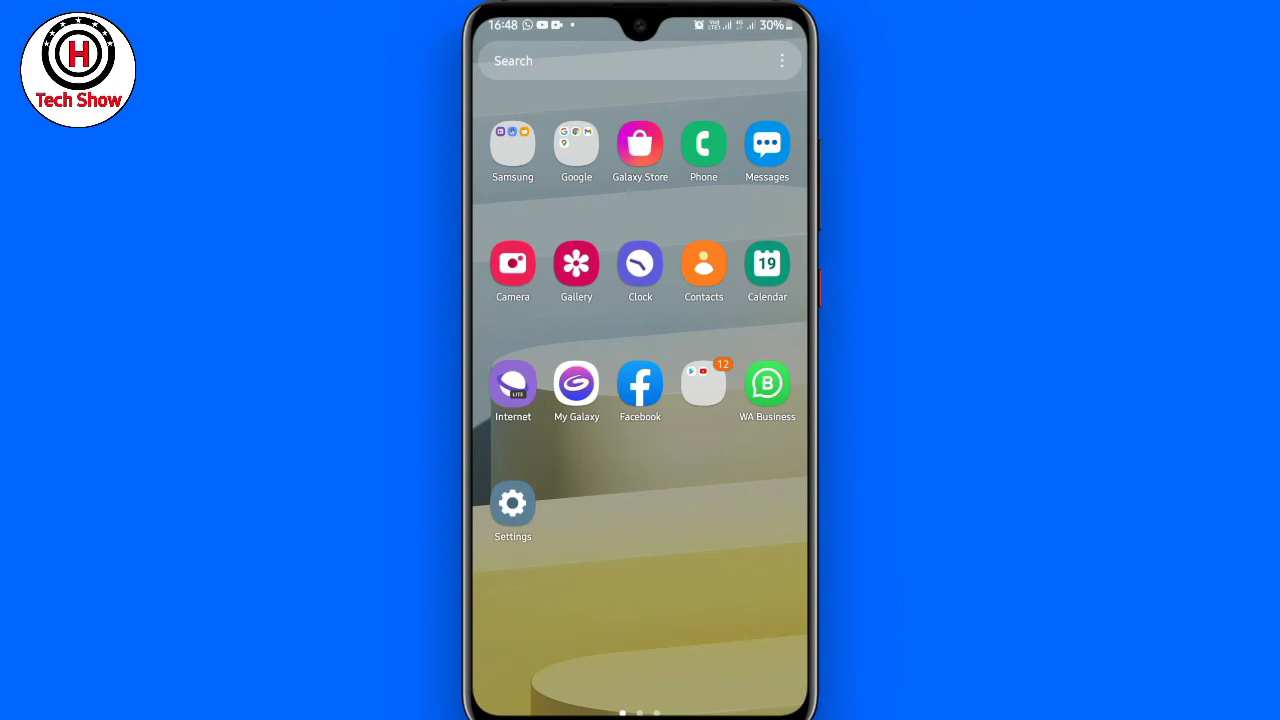 H
Tech Show
16:48
30%
Search
Samsung
Google
Galaxy Store
Phone
Messages
19
Camera
Gallery
Clock
Contacts
Calendar
LITE
12
B
Internet
My Galaxy
Facebook
WA Business
Settings